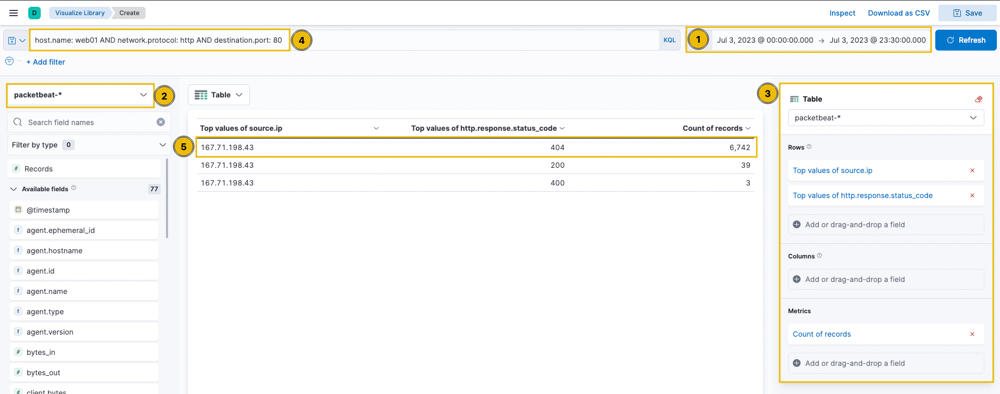 D Visualize Library Create Inspect Download as CSV Save
host.name: web01 AND network.protocol: http AND destination.port: 80 4 KQL 1 Jul 3, 2023 @ 00:00:00.000 → Jul 3, 2023 @ 23:30:00.000 Refresh
+ Add filter
packetbeat-* 2
Search field names
Filter by type 0
# Records
Available fields 77
@timestamp
t agent.ephemeral_id
t agent.hostname
t agent.id
t agent.name
t agent.type
t agent.version
# bytes_in
# bytes_out
# client.bytes
Table
Top values of source.ip Top values of http.response.status_code Count of records
5 167.71.198.43 404 6,742
167.71.198.43 200 39
167.71.198.43 400 3
3
Table
packetbeat-*
Rows
Top values of source.ip ×
Top values of http.response.status_code ×
Add or drag-and-drop a field
Columns
Add or drag-and-drop a field
Metrics
Count of records ×
Add or drag-and-drop a field